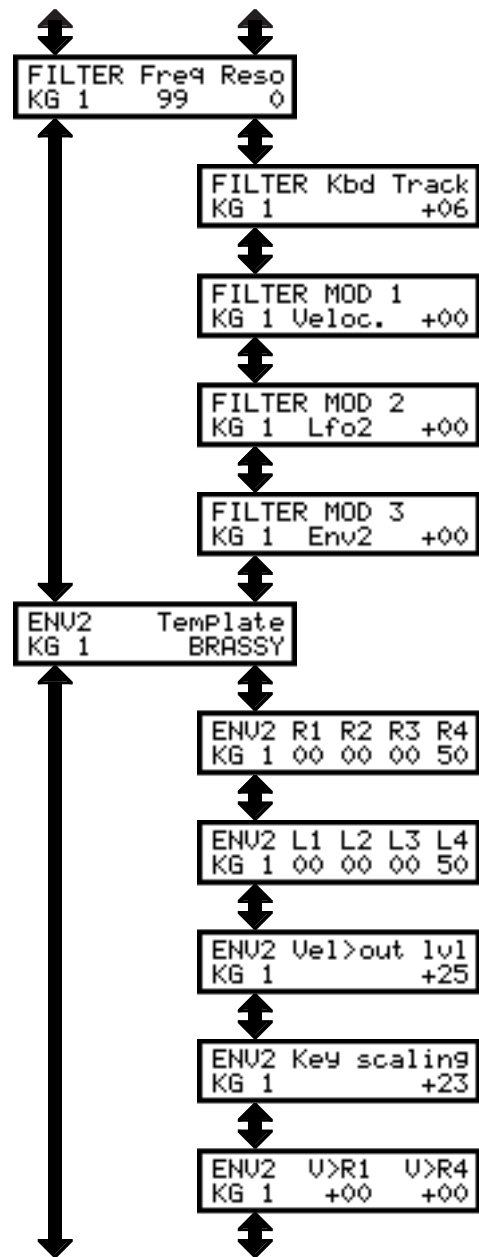 FILTER Freq Reso
KG 1 99 0
FILTER Kbd Track
KG 1 +06
FILTER MOD 1
KG 1 Veloc. +00
FILTER MOD 2
KG 1 Lfo2 +00
FILTER MOD 3
KG 1 Env2 +00
ENV2 TemPlate
KG 1 BRASSY
ENV2 R1 R2 R3 R4
KG 1 00 00 00 50
ENV2 L1 L2 L3 L4
KG 1 00 00 00 50
ENV2 Vel>out lvl
KG 1 +25
ENV2 Key scaling
KG 1 +23
ENV2 V>R1 V>R4
KG 1 +00 +00